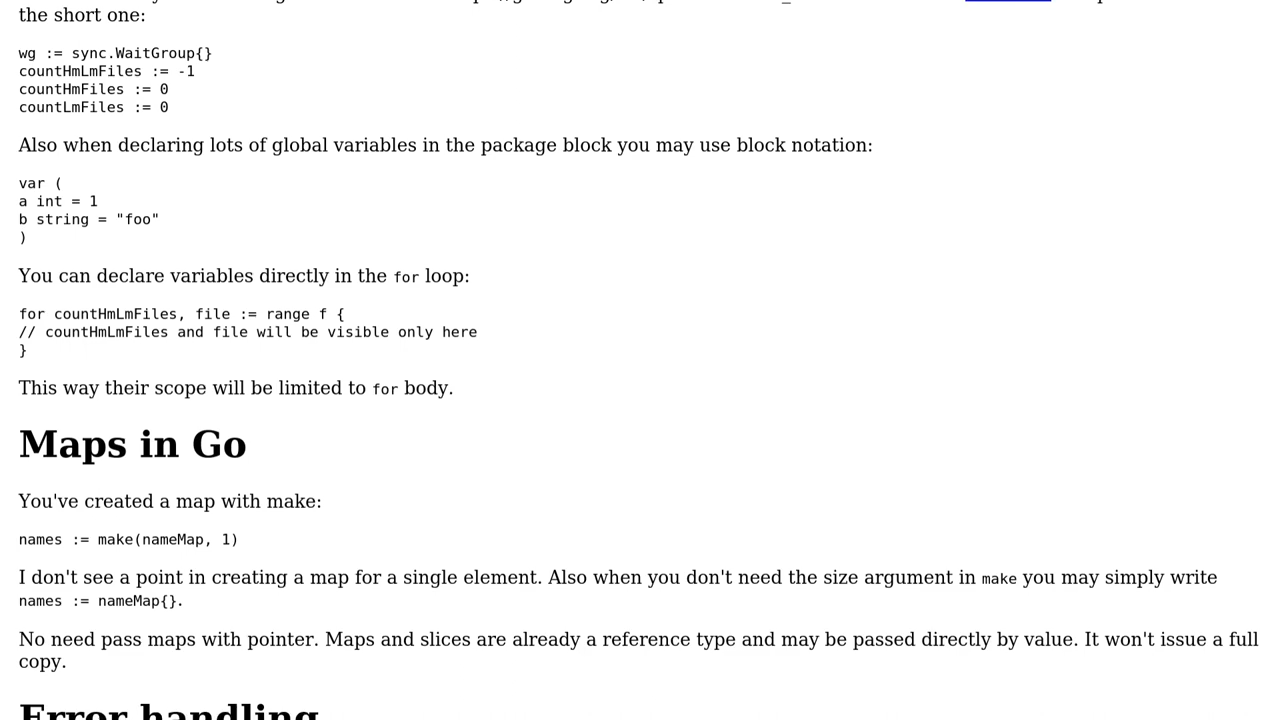 the short one:
wg := sync.WaitGroup{}
countHmLmFiles := -1
countHmFiles := 0
countLmFiles := 0
Also when declaring lots of global variables in the package block you may use block notation:
var (
a int = 1
b string = "foo"
)
You can declare variables directly in the for loop:
for countHmLmFiles, file := range f {
// countHmLmFiles and file will be visible only here
}
This way their scope will be limited to for body.
Maps in Go
You've created a map with make:
names := make(nameMap, 1)
I don't see a point in creating a map for a single element. Also when you don't need the size argument in make you may simply write
names := nameMap{}.
No need pass maps with pointer. Maps and slices are already a reference type and may be passed directly by value. It won't issue a full
copy.
Error handling